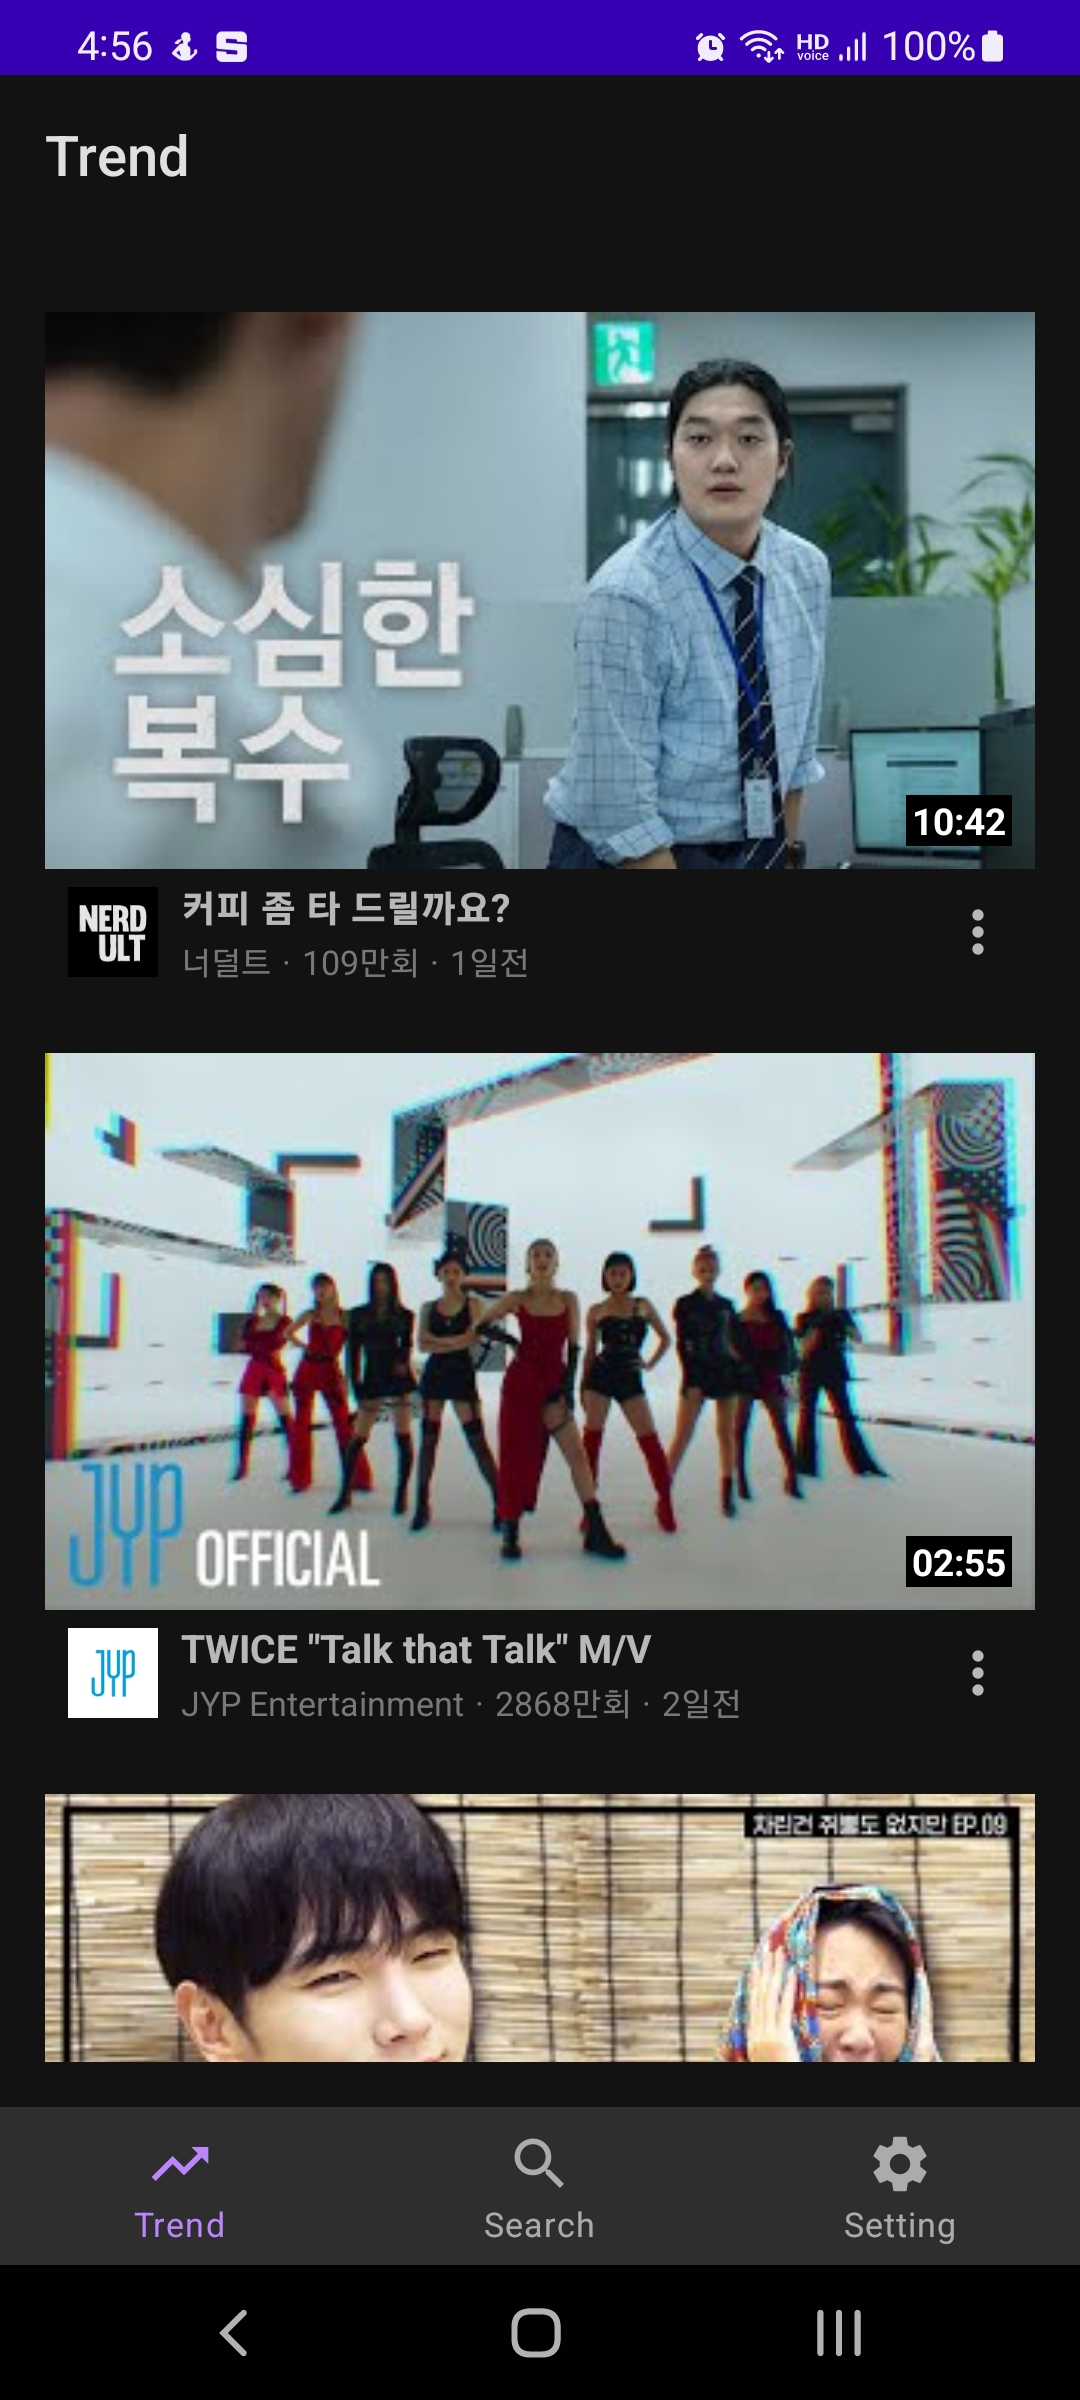 4:56
HD voice
100%
Trend
소심한
복수
10:42
NERD
ULT
커피 좀 타 드릴까요?
너덜트 · 109만회 · 1일전
JYP OFFICIAL
02:55
JYP
TWICE "Talk that Talk" M/V
JYP Entertainment · 2868만회 · 2일전
차린건 쥐뿔도 없지만 EP.09
Trend
Search
Setting